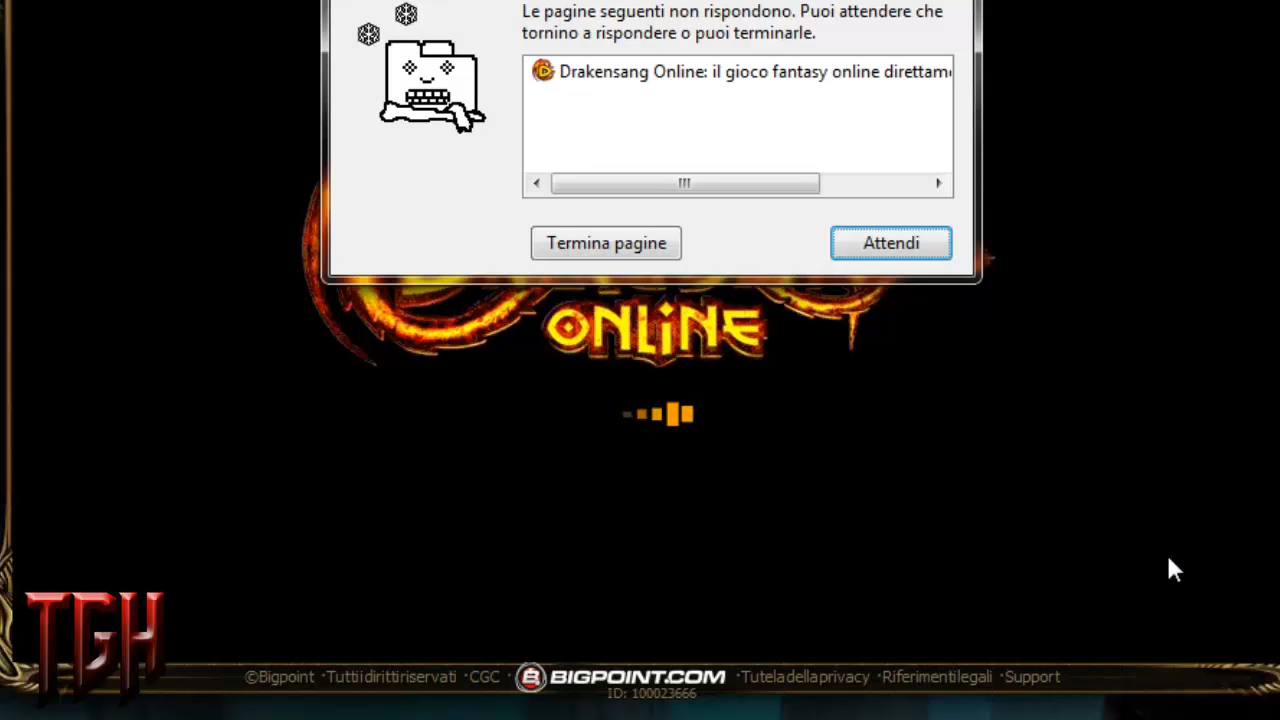 Le pagine seguenti non rispondono. Puoi attendere che
tornino a rispondere o puoi terminarle.
Drakensang Online: il gioco fantasy online direttam
Termina pagine
Attendi
ONLiNE
TGH
©Bigpoint ·Tutti i diritti riservati ·CGC · BIGPOINT.COM ·Tutela della privacy ·Riferimenti legali ·Support
ID: 100023666